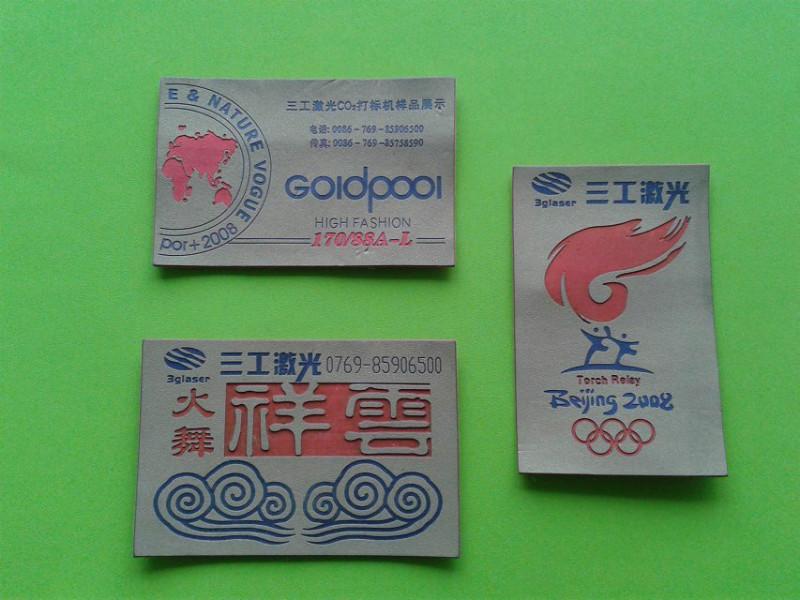 E & NATURE VOGUE
por+2008
三工激光CO₂打标机样品展示
电话: 0086-769-85906500
传真: 0086-769-85758590
GOldpOOl
HIGH FASHION
170/88A-L
3glaser
三工激光
Torch Relay
Beijing 2008
3glaser
三工激光 0769-85906500
火舞
祥雲